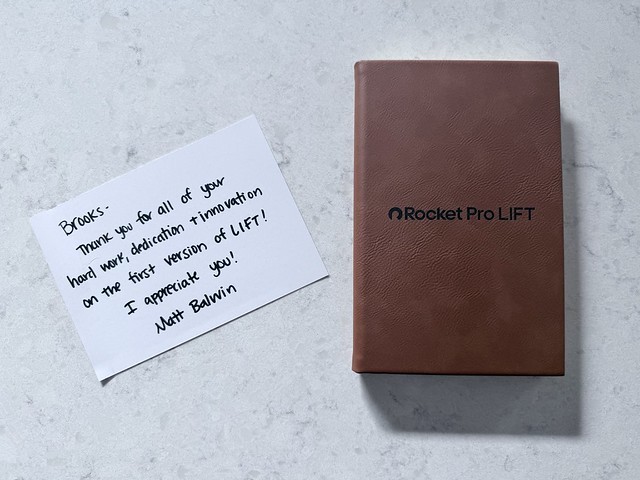 Brooks-
Thank you for all of your
hard work, dedication + innovation
on the first version of LIFT!
I appreciate you!
Matt Balwin
Rocket Pro LIFT